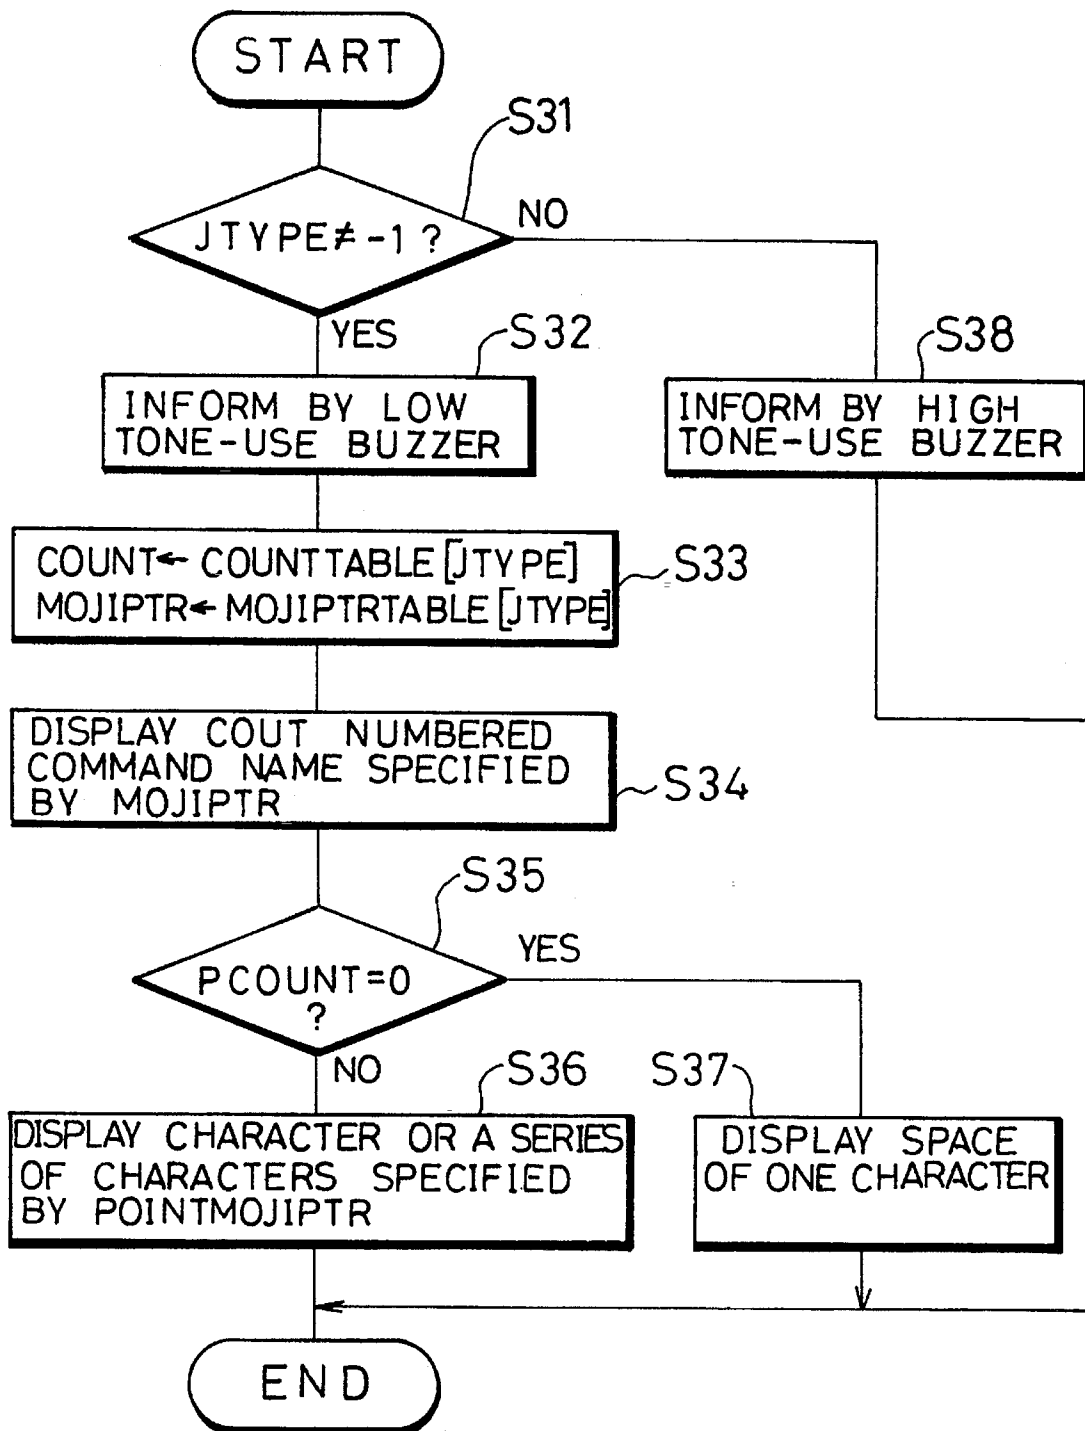 START
S31
JTYPE≠-1?
NO
YES
S32
S38
INFORM BY LOW
TONE-USE BUZZER
INFORM BY HIGH
TONE-USE BUZZER
COUNT← COUNTTABLE[JTYPE]
MOJIPTR← MOJIPTRTABLE[JTYPE]
S33
DISPLAY COUT NUMBERED
COMMAND NAME SPECIFIED
BY MOJIPTR
S34
S35
PCOUNT=0
?
YES
NO
S36
S37
DISPLAY CHARACTER OR A SERIES
OF CHARACTERS SPECIFIED
BY POINTMOJIPTR
DISPLAY SPACE
OF ONE CHARACTER
END